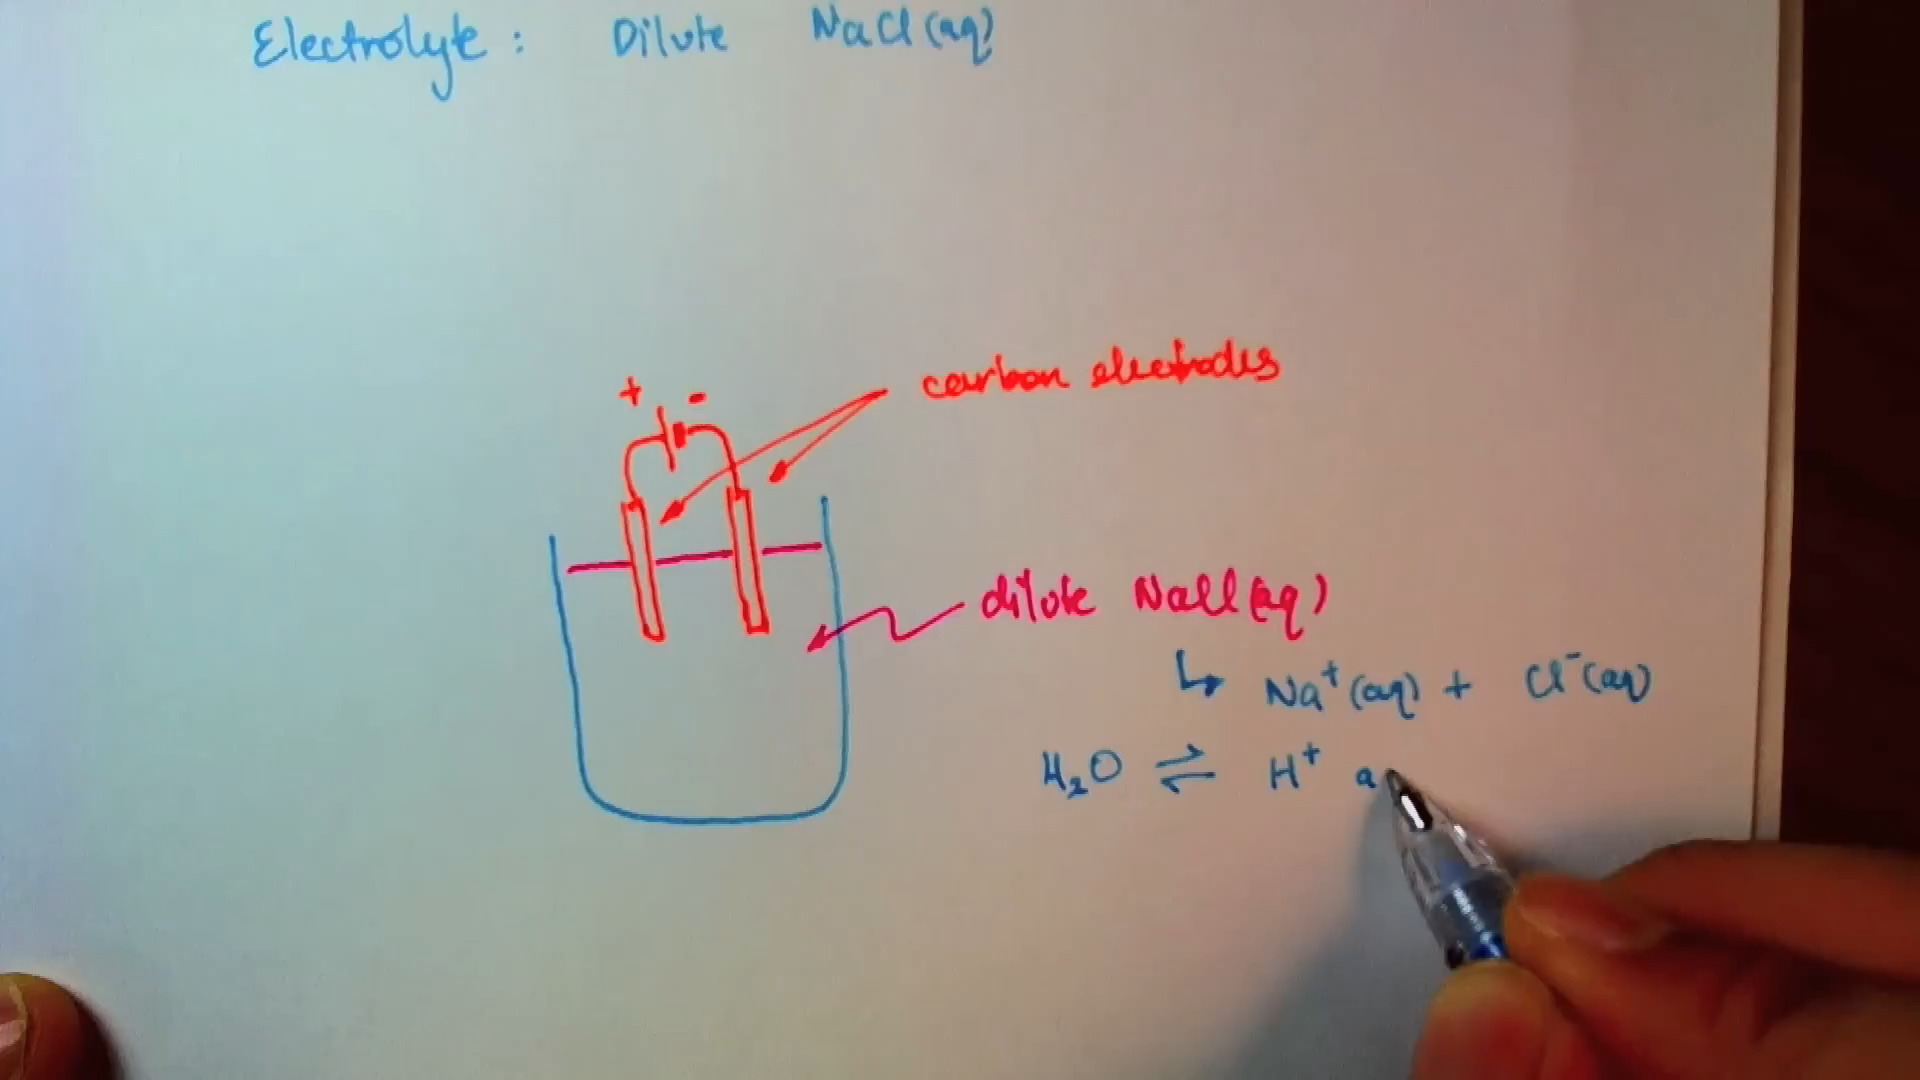 Electrolyte : Dilute NaCl(aq)
+ -
carbon electrodes
dilute NaCl(aq)
↳ Na⁺(aq) + Cl⁻(aq)
H₂O ⇌ H⁺ a